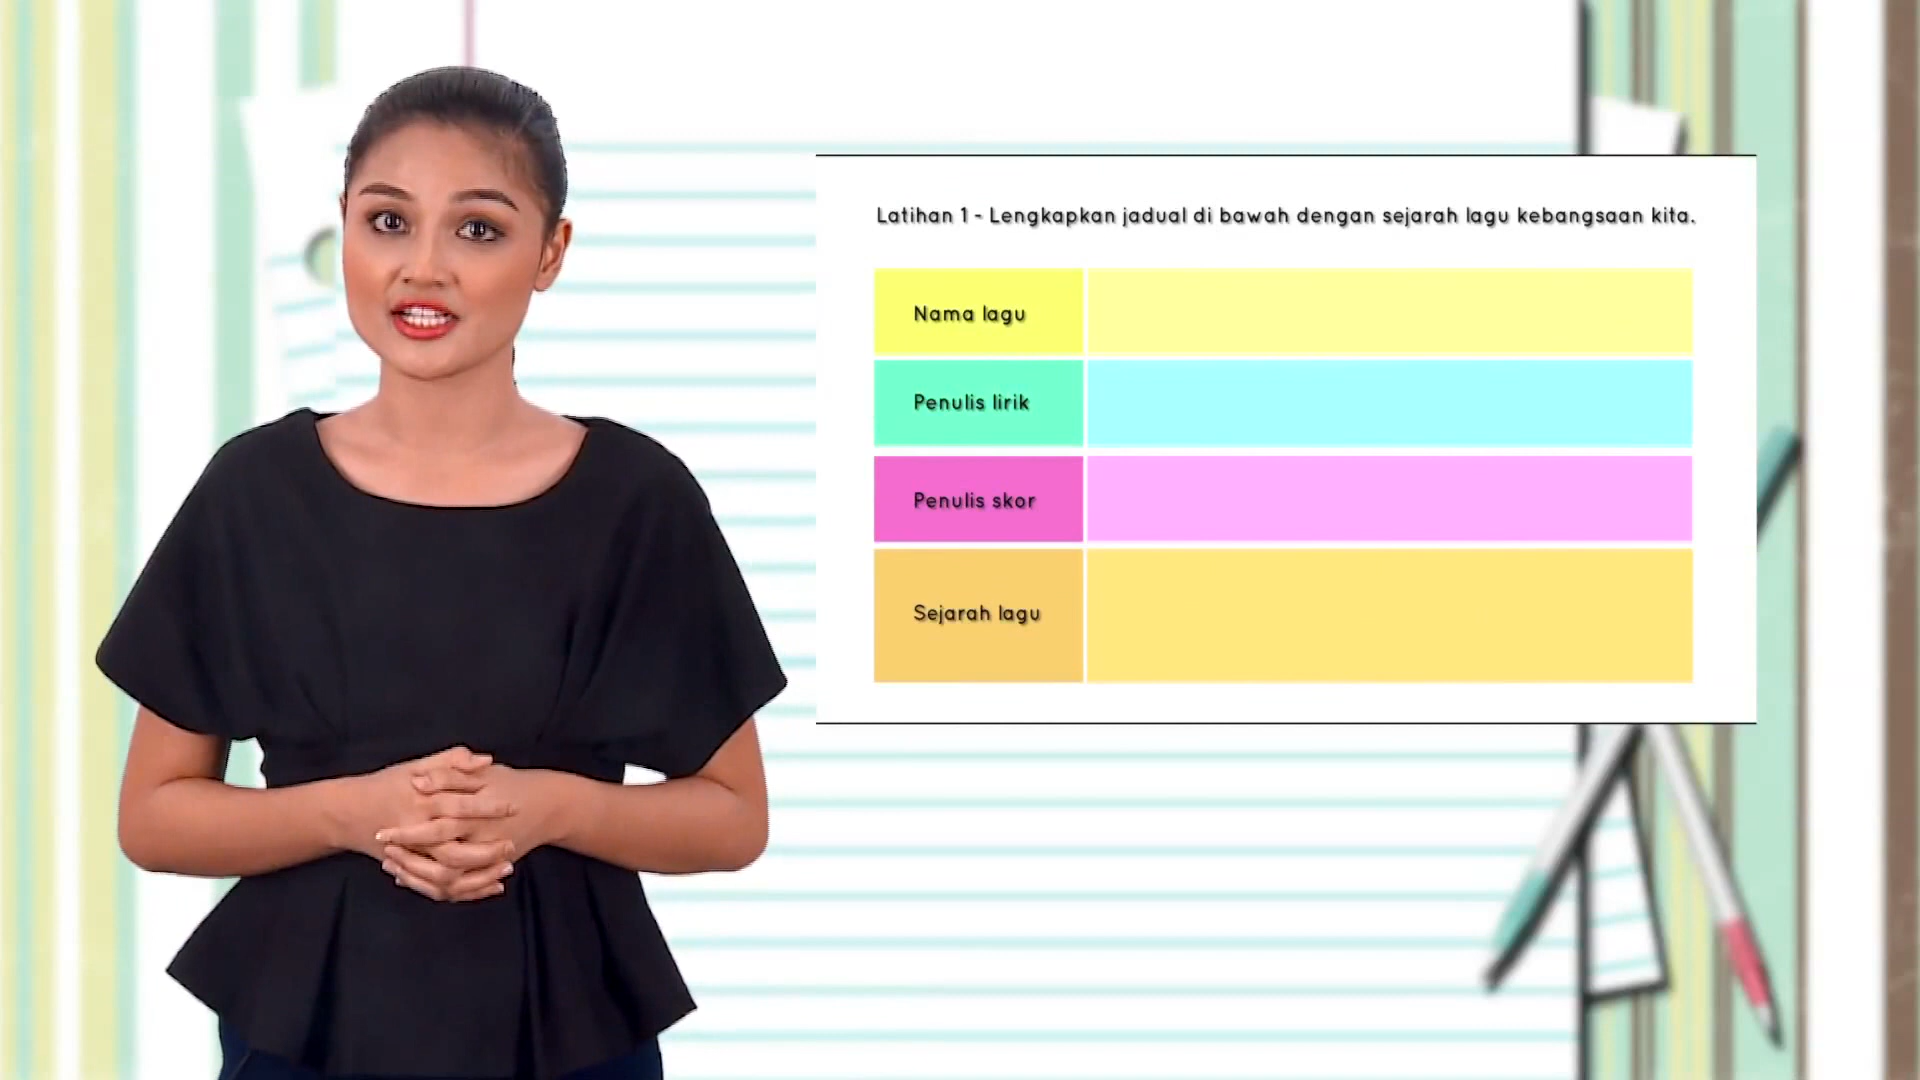 Latihan 1 - Lengkapkan jadual di bawah dengan sejarah lagu kebangsaan kita.
Nama lagu
Penulis lirik
Penulis skor
Sejarah lagu